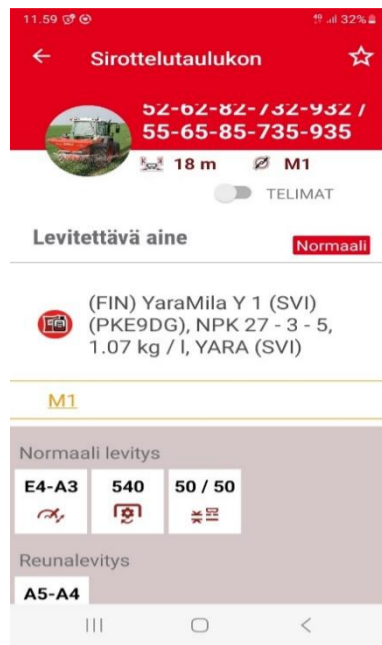 11.59
32%
Sirottelutaulukon
52-62-82-732-932 /
55-65-85-735-935
18 m M1
TELIMAT
Levitettävä aine
Normaali
(FIN) YaraMila Y 1 (SVI)
(PKE9DG), NPK 27 - 3 - 5,
1.07 kg / l, YARA (SVI)
M1
Normaali levitys
E4-A3 540 50 / 50
Reunalevitys
A5-A4